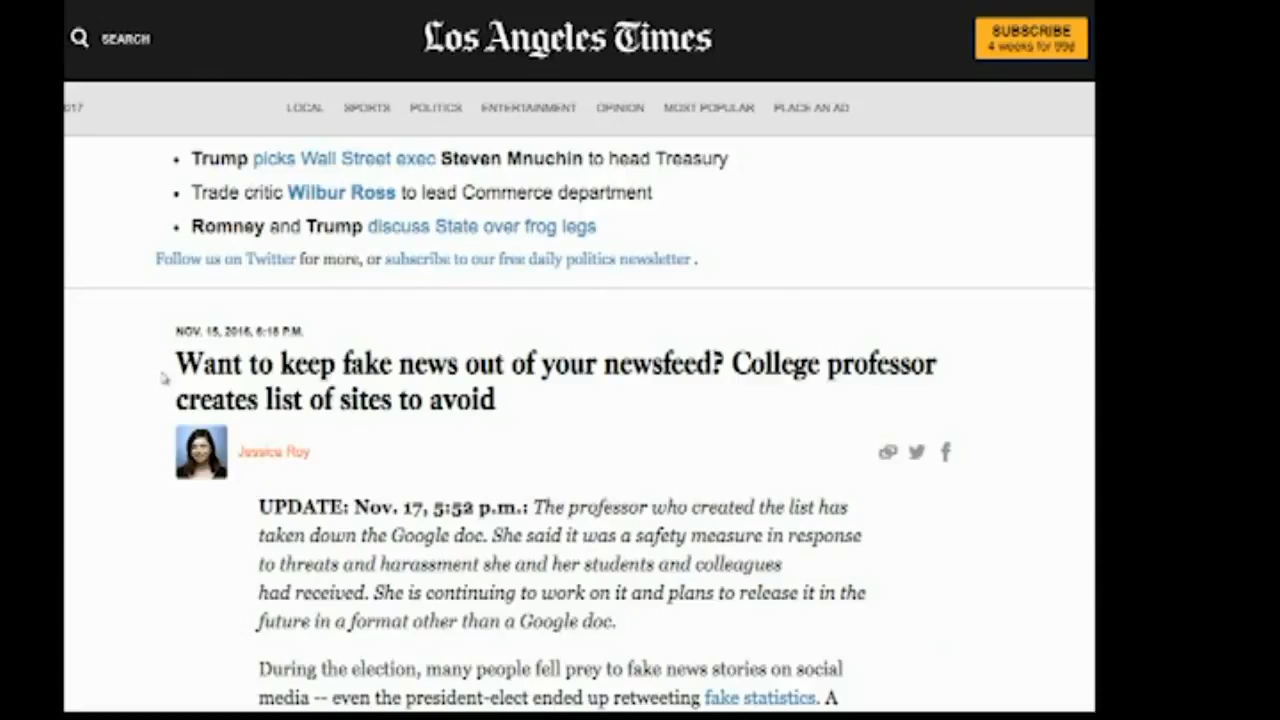 SEARCH
Los Angeles Times
SUBSCRIBE
4 weeks for 99¢
017
LOCAL SPORTS POLITICS ENTERTAINMENT OPINION MOST POPULAR PLACE AN AD
Trump picks Wall Street exec Steven Mnuchin to head Treasury
Trade critic Wilbur Ross to lead Commerce department
Romney and Trump discuss State over frog legs
Follow us on Twitter for more, or subscribe to our free daily politics newsletter .
NOV. 15, 2016, 6:18 P.M.
Want to keep fake news out of your newsfeed? College professor
creates list of sites to avoid
Jessica Roy
UPDATE: Nov. 17, 5:52 p.m.: The professor who created the list has
taken down the Google doc. She said it was a safety measure in response
to threats and harassment she and her students and colleagues
had received. She is continuing to work on it and plans to release it in the
future in a format other than a Google doc.
During the election, many people fell prey to fake news stories on social
media -- even the president-elect ended up retweeting fake statistics. A